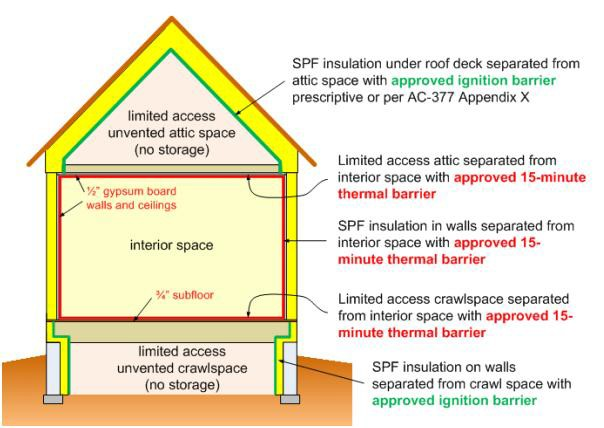 SPF insulation under roof deck separated from
attic space with approved ignition barrier
prescriptive or per AC-377 Appendix X
limited access
unvented attic space
(no storage)
Limited access attic separated from
interior space with approved 15-minute
thermal barrier
½" gypsum board
walls and ceilings
SPF insulation in walls separated from
interior space with approved 15-
minute thermal barrier
interior space
¾" subfloor
Limited access crawlspace separated
from interior space with approved 15-
minute thermal barrier
limited access
unvented crawlspace
(no storage)
SPF insulation on walls
separated from crawl space with
approved ignition barrier